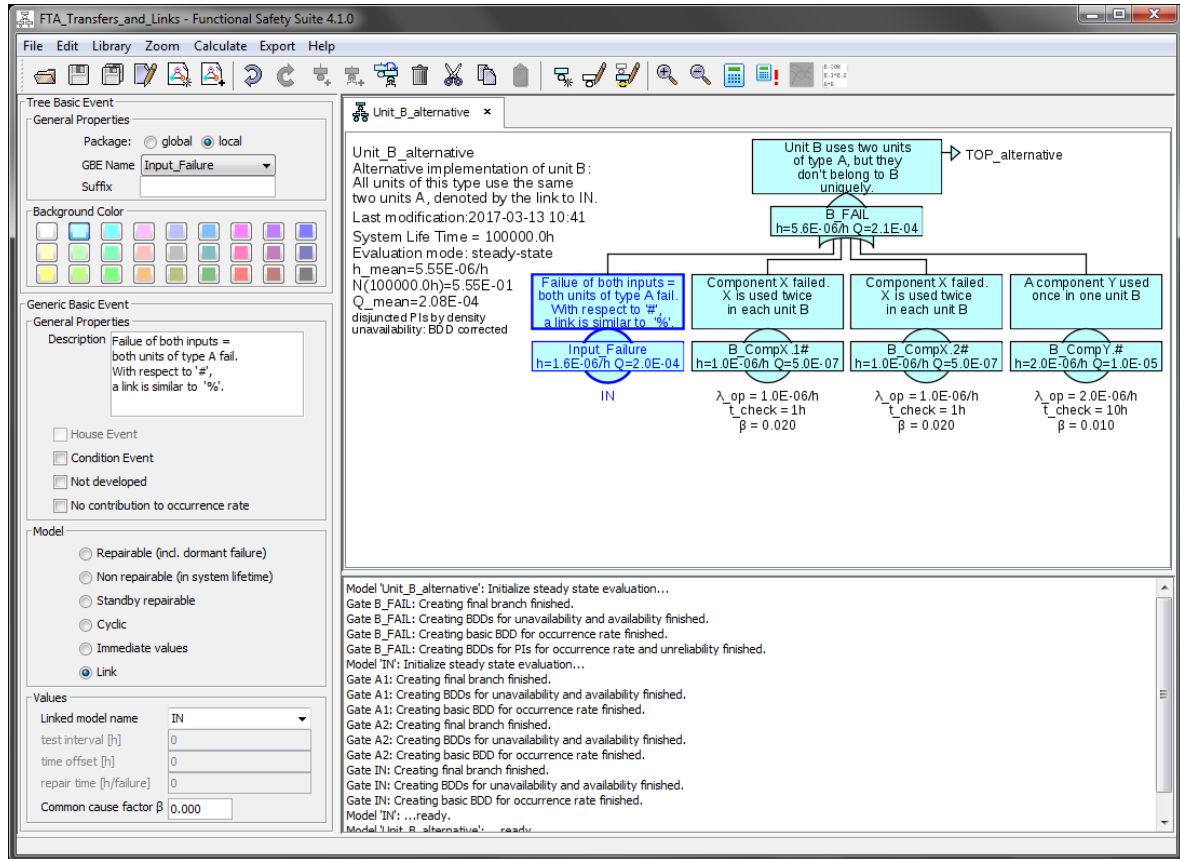 FTA_Transfers_and_Links - Functional Safety Suite 4.1.0
File Edit Library Zoom Calculate Export Help
Tree Basic Event
General Properties
Package: global local
GBE Name Input_Failure
Suffix
Background Color
Generic Basic Event
General Properties
Description Failue of both inputs =
both units of type A fail.
With respect to '#',
a link is similar to '%'.
House Event
Condition Event
Not developed
No contribution to occurrence rate
Model
Repairable (incl. dormant failure)
Non repairable (in system lifetime)
Standby repairable
Cyclic
Immediate values
Link
Values
Linked model name IN
test interval [h] 0
time offset [h] 0
repair time [h/failure] 0
Common cause factor β 0.000
Unit_B_alternative ×
Unit_B_alternative
Alternative implementation of unit B:
All units of this type use the same
two units A, denoted by the link to IN.
Last modification:2017-03-13 10:41
System Life Time = 100000.0h
Evaluation mode: steady-state
h_mean=5.55E-06/h
N(100000.0h)=5.55E-01
Q_mean=2.08E-04
disjuncted PIs by density
unavailability: BDD corrected
Unit B uses two units
of type A, but they
don't belong to B
uniquely.
TOP_alternative
B_FAIL
h=5.6E-06/h Q=2.1E-04
Failue of both inputs =
both units of type A fail.
With respect to '#',
a link is similar to '%'.
Input_Failure
h=1.6E-06/h Q=2.0E-04
IN
Component X failed.
X is used twice
in each unit B
B_CompX.1#
h=1.0E-06/h Q=5.0E-07
λ_op = 1.0E-06/h
t_check = 1h
β = 0.020
Component X failed.
X is used twice
in each unit B
B_CompX.2#
h=1.0E-06/h Q=5.0E-07
λ_op = 1.0E-06/h
t_check = 1h
β = 0.020
A component Y used
once in one unit B
B_CompY.#
h=2.0E-06/h Q=1.0E-05
λ_op = 2.0E-06/h
t_check = 10h
β = 0.010
Model 'Unit_B_alternative': Initialize steady state evaluation...
Gate B_FAIL: Creating final branch finished.
Gate B_FAIL: Creating BDDs for unavailability and availability finished.
Gate B_FAIL: Creating basic BDD for occurrence rate finished.
Gate B_FAIL: Creating BDDs for PIs for occurrence rate and unreliability finished.
Model 'IN': Initialize steady state evaluation...
Gate A1: Creating final branch finished.
Gate A1: Creating BDDs for unavailability and availability finished.
Gate A1: Creating basic BDD for occurrence rate finished.
Gate A2: Creating final branch finished.
Gate A2: Creating BDDs for unavailability and availability finished.
Gate A2: Creating basic BDD for occurrence rate finished.
Gate IN: Creating final branch finished.
Gate IN: Creating BDDs for unavailability and availability finished.
Gate IN: Creating basic BDD for occurrence rate finished.
Model 'IN': ...ready.
Model 'Unit_B_alternative': ...ready